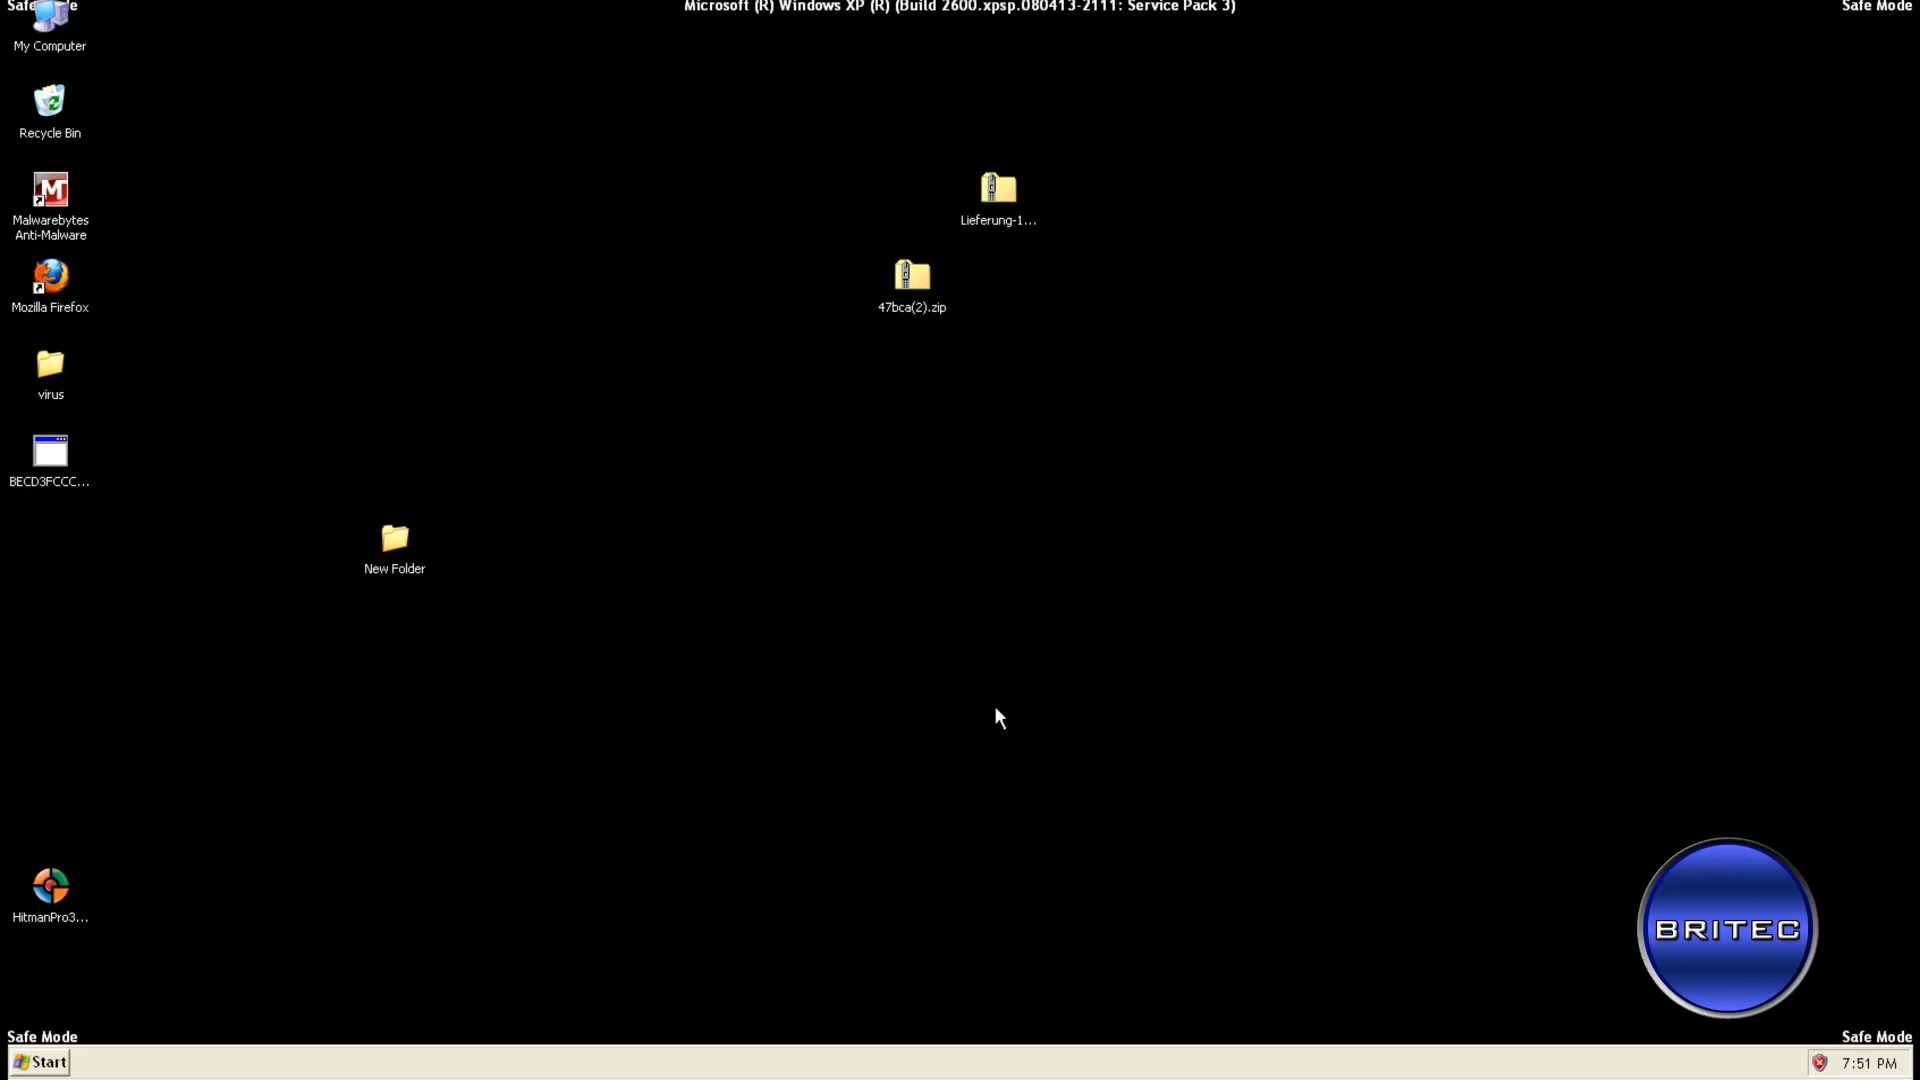 Microsoft (R) Windows XP (R) (Build 2600.xpsp.080413-2111: Service Pack 3)
Safe Mode
My Computer
Recycle Bin
Malwarebytes
Anti-Malware
Mozilla Firefox
virus
BECD3FCCC...
Lieferung-1...
47bca(2).zip
New Folder
HitmanPro3...
BRITEC
Safe Mode
Safe Mode
Start
7:51 PM